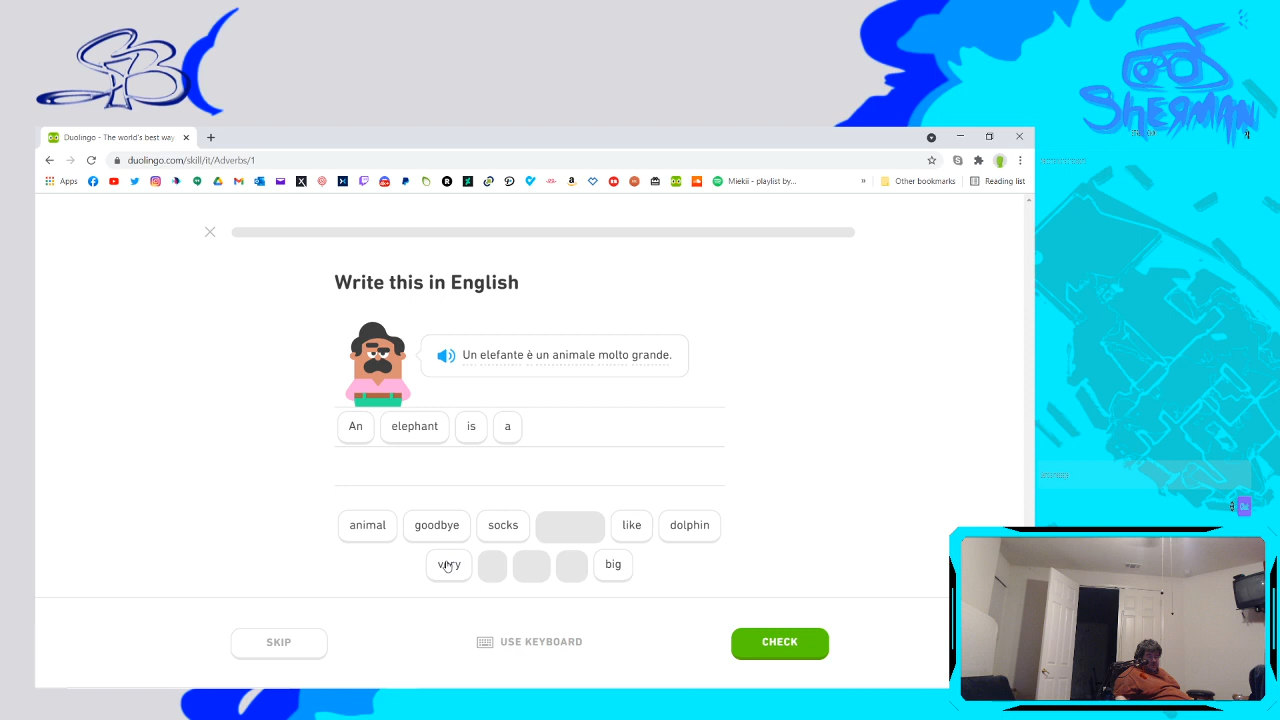 SHERMAN
Duolingo - The world's best way
duolingo.com/skill/it/Adverbs/1
Apps
Miekii - playlist by...
»
Other bookmarks
Reading list
Write this in English
Un elefante è un animale molto grande.
An elephant is a
animal goodbye socks like dolphin
very big
SKIP
USE KEYBOARD
CHECK